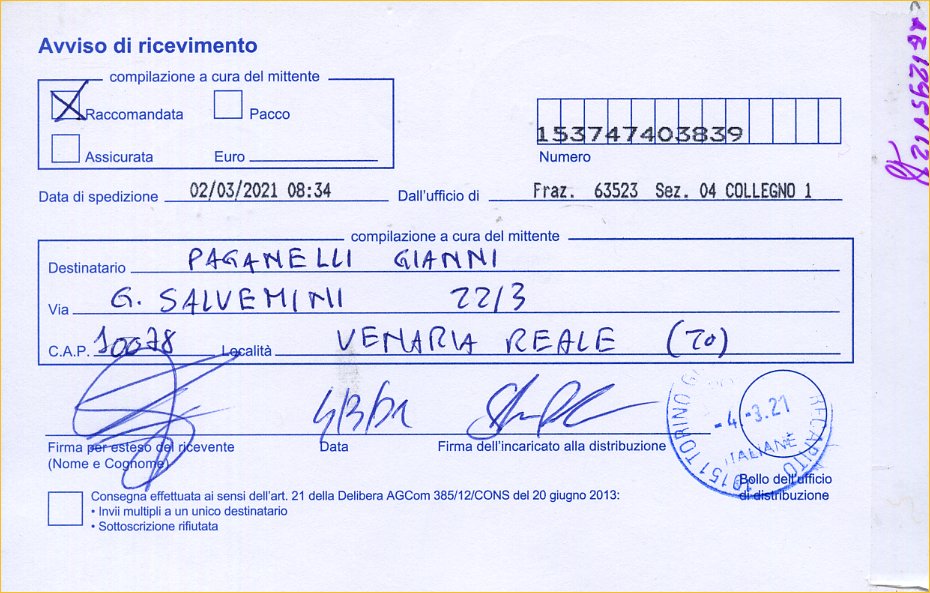 Avviso di ricevimento
compilazione a cura del mittente
Raccomandata Pacco
Assicurata Euro
153747403839
Numero
Data di spedizione 02/03/2021 08:34 Dall'ufficio di Fraz. 63523 Sez. 04 COLLEGNO 1
compilazione a cura del mittente
Destinatario PAGANELLI GIANNI
Via G. SALVEMINI 22/3
C.A.P. 10078 Località VENARIA REALE (TO)
4/3/21
Firma per esteso del ricevente Data Firma dell'incaricato alla distribuzione
(Nome e Cognome)
10151 TORINO
RECAPITO
-4.-3.21
ITALIANE
Bollo dell'ufficio
di distribuzione
Consegna effettuata ai sensi dell'art. 21 della Delibera AGCom 385/12/CONS del 20 giugno 2013:
• Invii multipli a un unico destinatario
• Sottoscrizione rifiutata